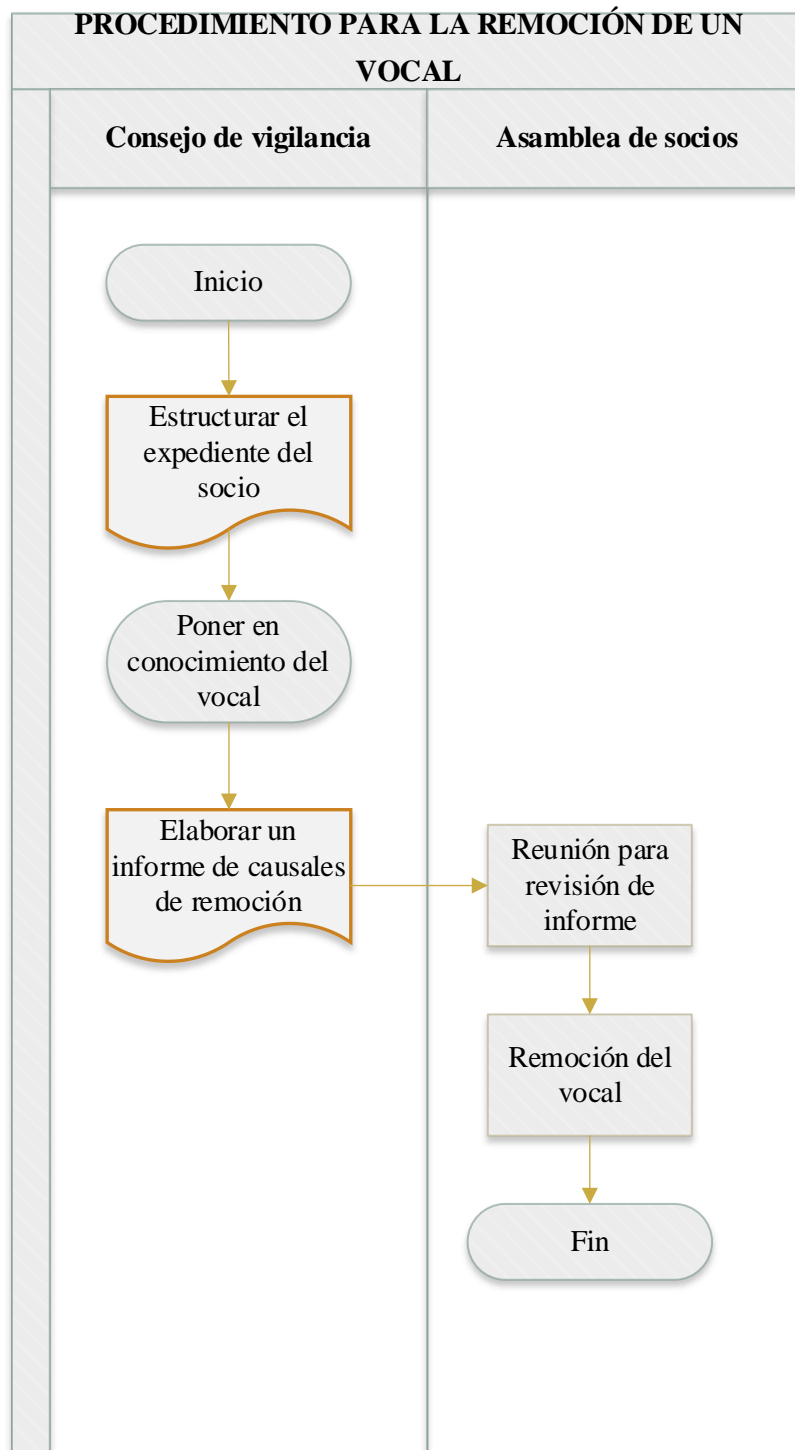 PROCEDIMIENTO PARA LA REMOCIÓN DE UN
VOCAL
Consejo de vigilancia
Asamblea de socios
Inicio
Estructurar el
expediente del
socio
Poner en
conocimiento del
vocal
Elaborar un
informe de causales
de remoción
Reunión para
revisión de
informe
Remoción del
vocal
Fin